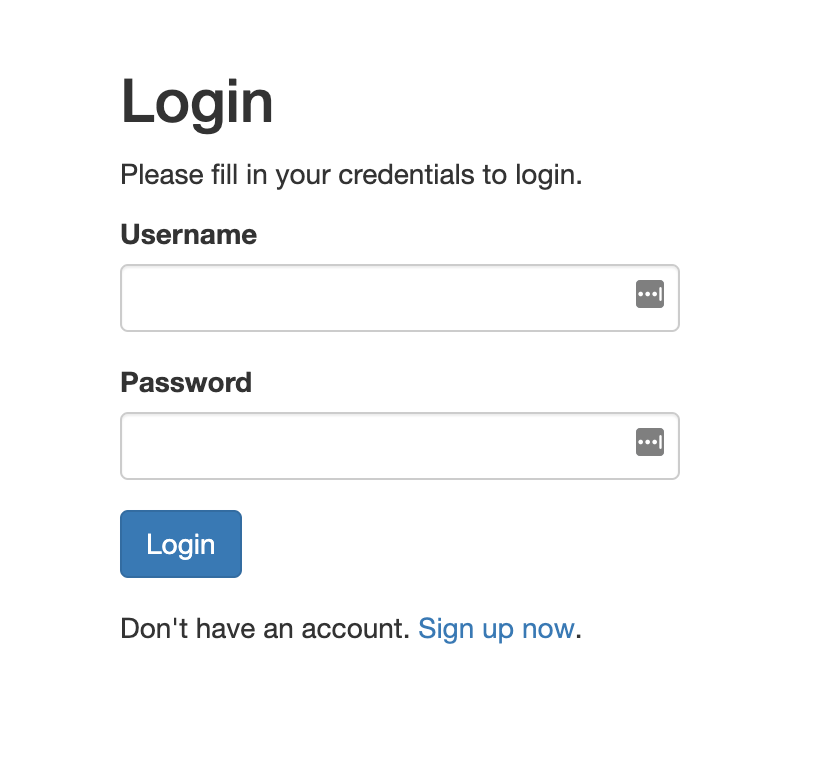 Login
Please fill in your credentials to login.
Username
Password
Login
Don't have an account. Sign up now.